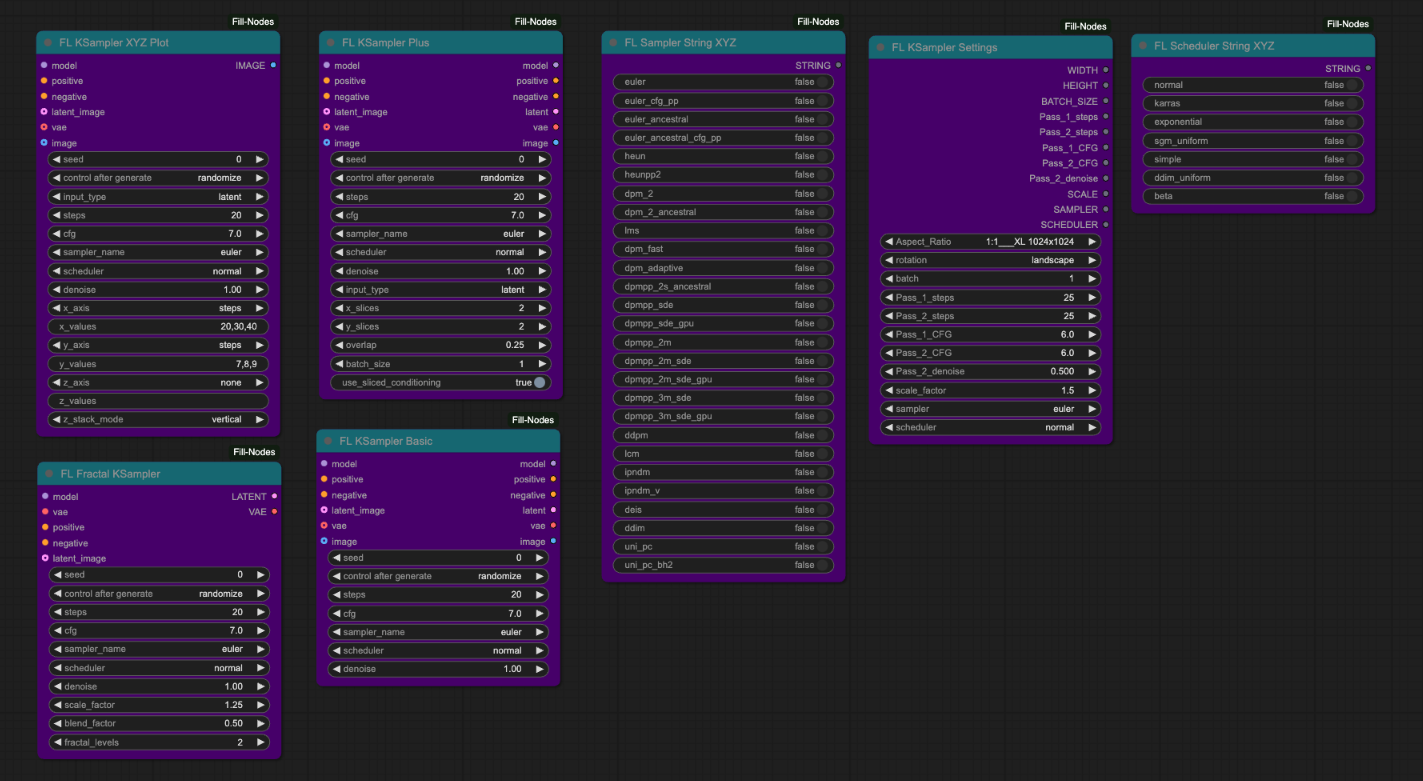 Fill-Nodes
FL KSampler XYZ Plot
model IMAGE
positive
negative
latent_image
vae
image
seed 0
control after generate randomize
input_type latent
steps 20
cfg 7.0
sampler_name euler
scheduler normal
denoise 1.00
x_axis steps
x_values 20,30,40
y_axis steps
y_values 7,8,9
z_axis none
z_values
z_stack_mode vertical
Fill-Nodes
FL Fractal KSampler
model LATENT
vae VAE
positive
negative
latent_image
seed 0
control after generate randomize
steps 20
cfg 7.0
sampler_name euler
scheduler normal
denoise 1.00
scale_factor 1.25
blend_factor 0.50
fractal_levels 2
Fill-Nodes
FL KSampler Plus
model model
positive positive
negative negative
latent_image latent
vae vae
image image
seed 0
control after generate randomize
steps 20
cfg 7.0
sampler_name euler
scheduler normal
denoise 1.00
input_type latent
x_slices 2
y_slices 2
overlap 0.25
batch_size 1
use_sliced_conditioning true
Fill-Nodes
FL KSampler Basic
model model
positive positive
negative negative
latent_image latent
vae vae
image image
seed 0
control after generate randomize
steps 20
cfg 7.0
sampler_name euler
scheduler normal
denoise 1.00
Fill-Nodes
FL Sampler String XYZ
STRING
euler false
euler_cfg_pp false
euler_ancestral false
euler_ancestral_cfg_pp false
heun false
heunpp2 false
dpm_2 false
dpm_2_ancestral false
lms false
dpm_fast false
dpm_adaptive false
dpmpp_2s_ancestral false
dpmpp_sde false
dpmpp_sde_gpu false
dpmpp_2m false
dpmpp_2m_sde false
dpmpp_2m_sde_gpu false
dpmpp_3m_sde false
dpmpp_3m_sde_gpu false
ddpm false
lcm false
ipndm false
ipndm_v false
deis false
ddim false
uni_pc false
uni_pc_bh2 false
Fill-Nodes
FL KSampler Settings
WIDTH
HEIGHT
BATCH_SIZE
Pass_1_steps
Pass_2_steps
Pass_1_CFG
Pass_2_CFG
Pass_2_denoise
SCALE
SAMPLER
SCHEDULER
Aspect_Ratio 1:1___XL 1024x1024
rotation landscape
batch 1
Pass_1_steps 25
Pass_2_steps 25
Pass_1_CFG 6.0
Pass_2_CFG 6.0
Pass_2_denoise 0.500
scale_factor 1.5
sampler euler
scheduler normal
Fill-Nodes
FL Scheduler String XYZ
STRING
normal false
karras false
exponential false
sgm_uniform false
simple false
ddim_uniform false
beta false